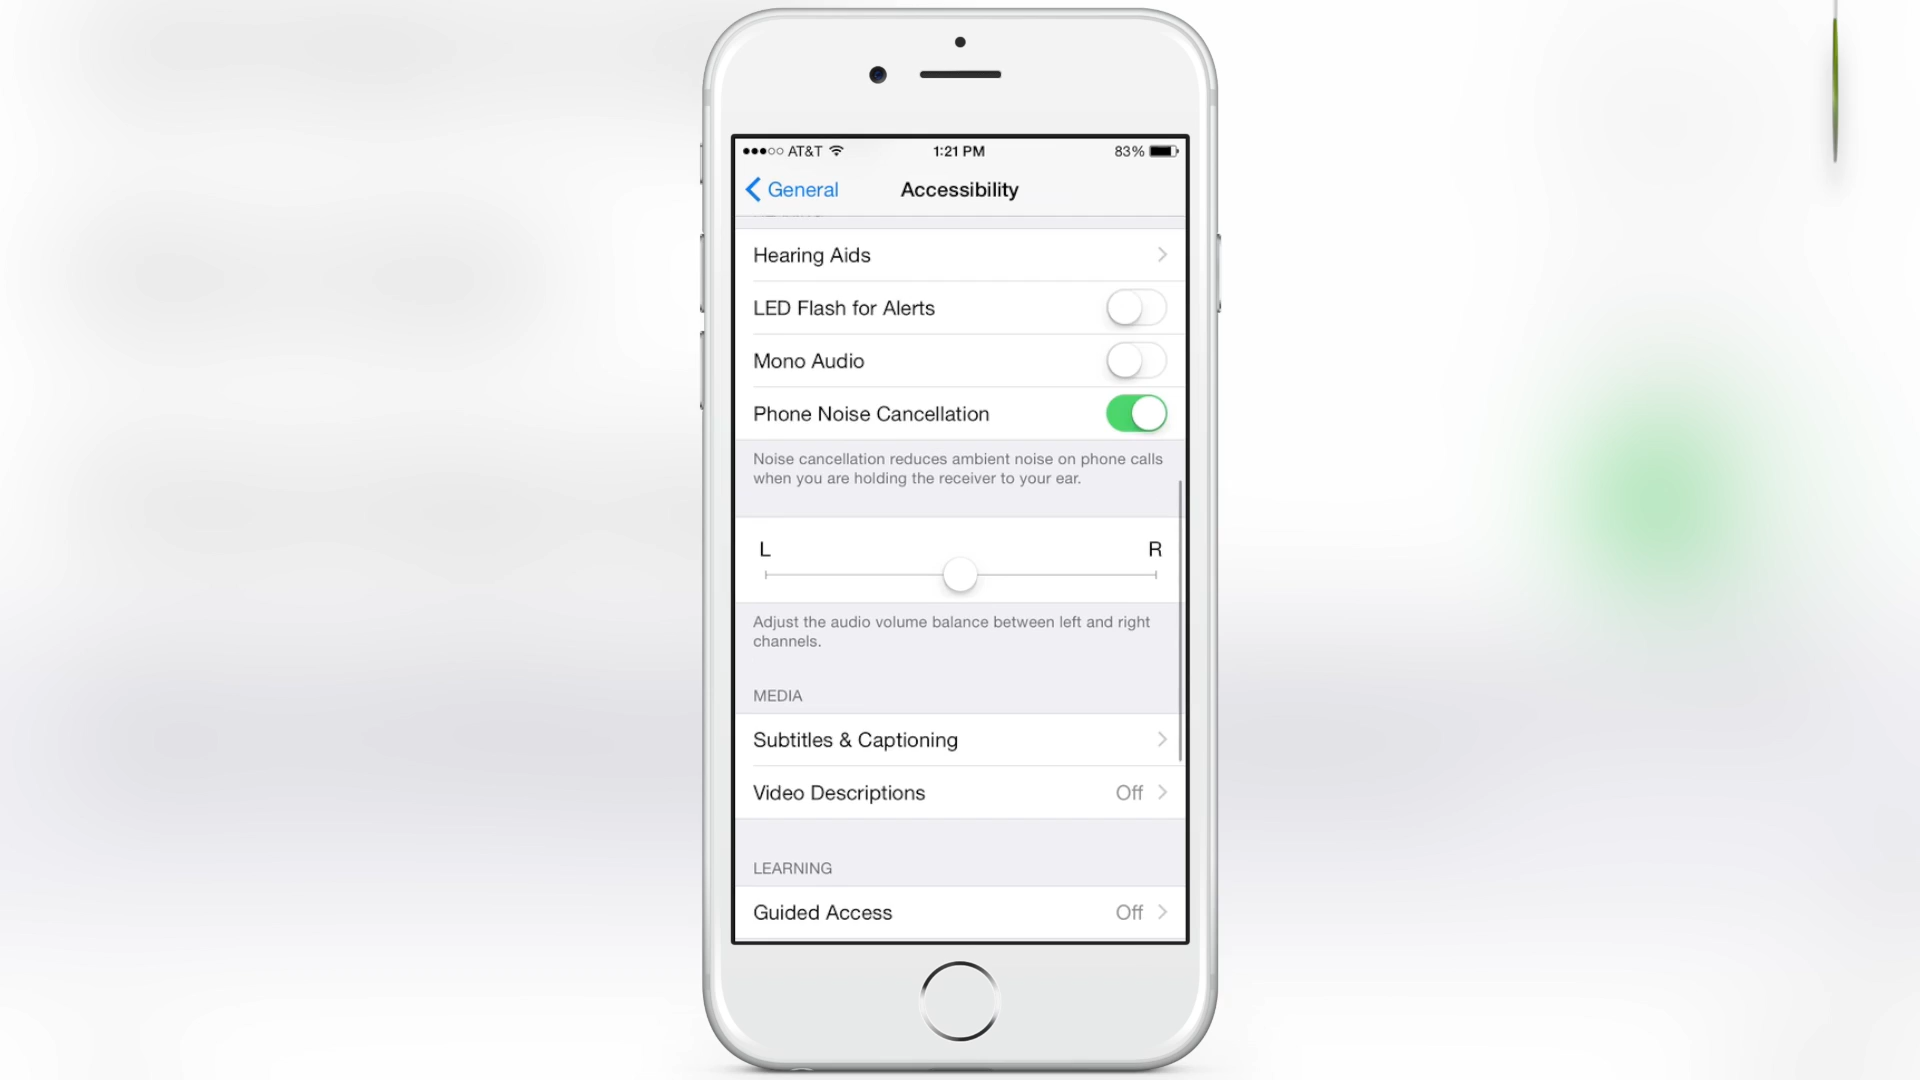 AT&T 1:21 PM 83%
General Accessibility
Hearing Aids
LED Flash for Alerts
Mono Audio
Phone Noise Cancellation
Noise cancellation reduces ambient noise on phone calls
when you are holding the receiver to your ear.
L R
Adjust the audio volume balance between left and right
channels.
MEDIA
Subtitles & Captioning
Video Descriptions Off
LEARNING
Guided Access Off